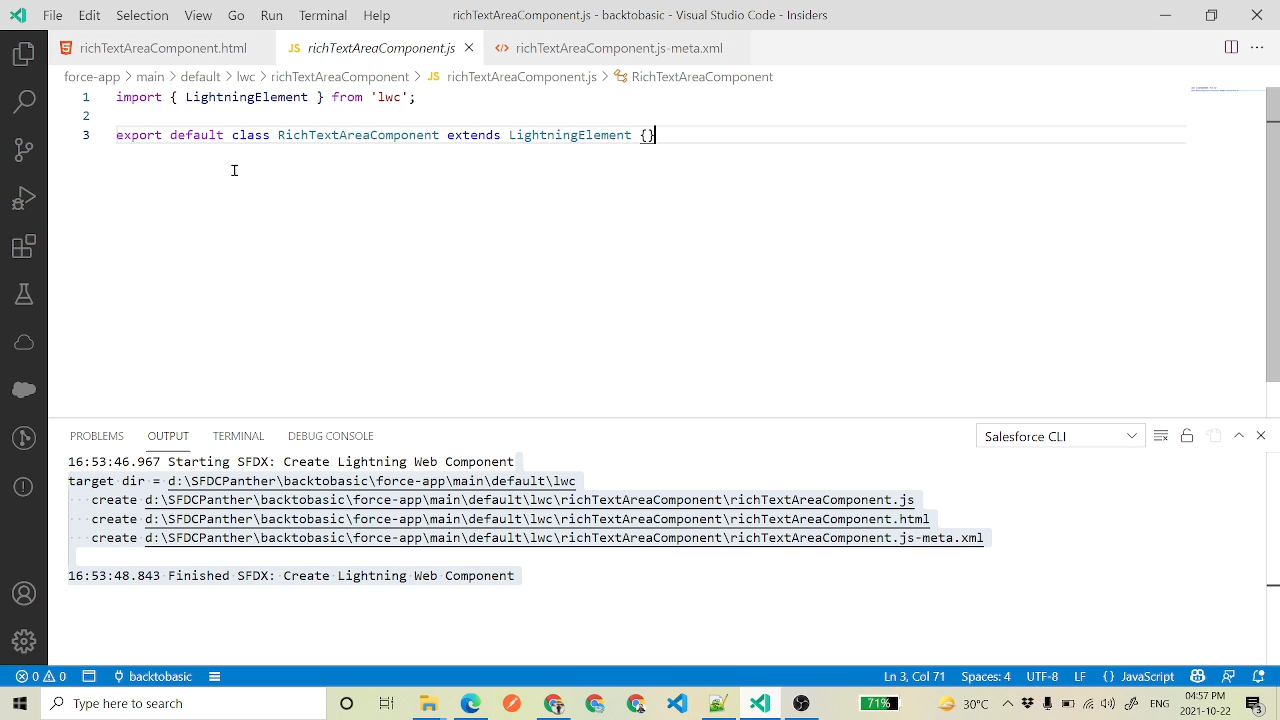 File Edit Go Run Terminal Help
richTextAreaComponent.js - backtobasic - Visual Studio Code - Insiders
richTextAreaComponent.html
JS richTextAreaComponent.js
richTextAreaComponent.js-meta.xml
force-app > main > default > lwc > richTextAreaComponent > JS richTextAreaComponent.js > RichTextAreaComponent
1 import { LightningElement } from 'lwc';
2
3 export default class RichTextAreaComponent extends LightningElement {}
PROBLEMS OUTPUT TERMINAL DEBUG CONSOLE
Salesforce CLI
16:53:46.967 Starting SFDX: Create Lightning Web Component
target dir = d:\SFDCPanther\backtobasic\force-app\main\default\lwc
create d:\SFDCPanther\backtobasic\force-app\main\default\lwc\richTextAreaComponent\richTextAreaComponent.js
create d:\SFDCPanther\backtobasic\force-app\main\default\lwc\richTextAreaComponent\richTextAreaComponent.html
create d:\SFDCPanther\backtobasic\force-app\main\default\lwc\richTextAreaComponent\richTextAreaComponent.js-meta.xml
16:53:48.843 Finished SFDX: Create Lightning Web Component
0 0 backtobasic
Ln 3, Col 71 Spaces: 4 UTF-8 LF {} JavaScript
Type here to search
71%
30°C
ENG
04:57 PM
2021-10-22
3